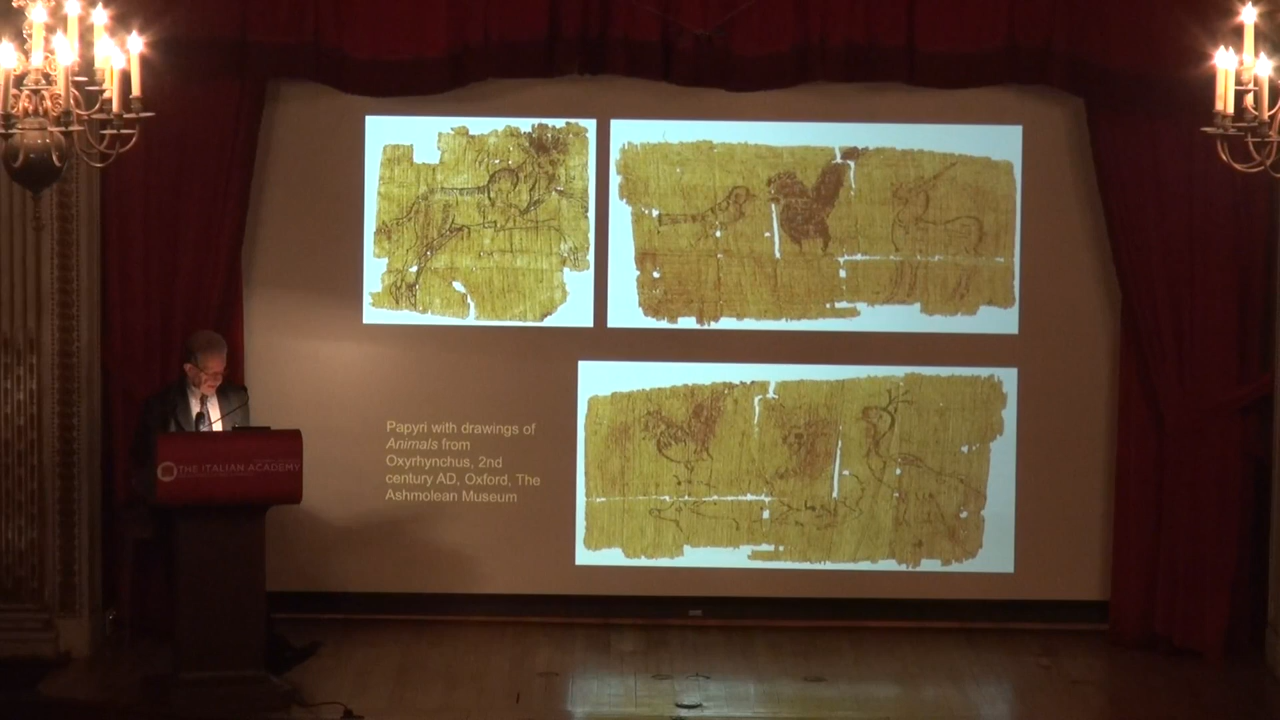 Papyri with drawings of
Animals from
Oxyrhynchus, 2nd
century AD, Oxford, The
Ashmolean Museum
THE ITALIAN ACADEMY